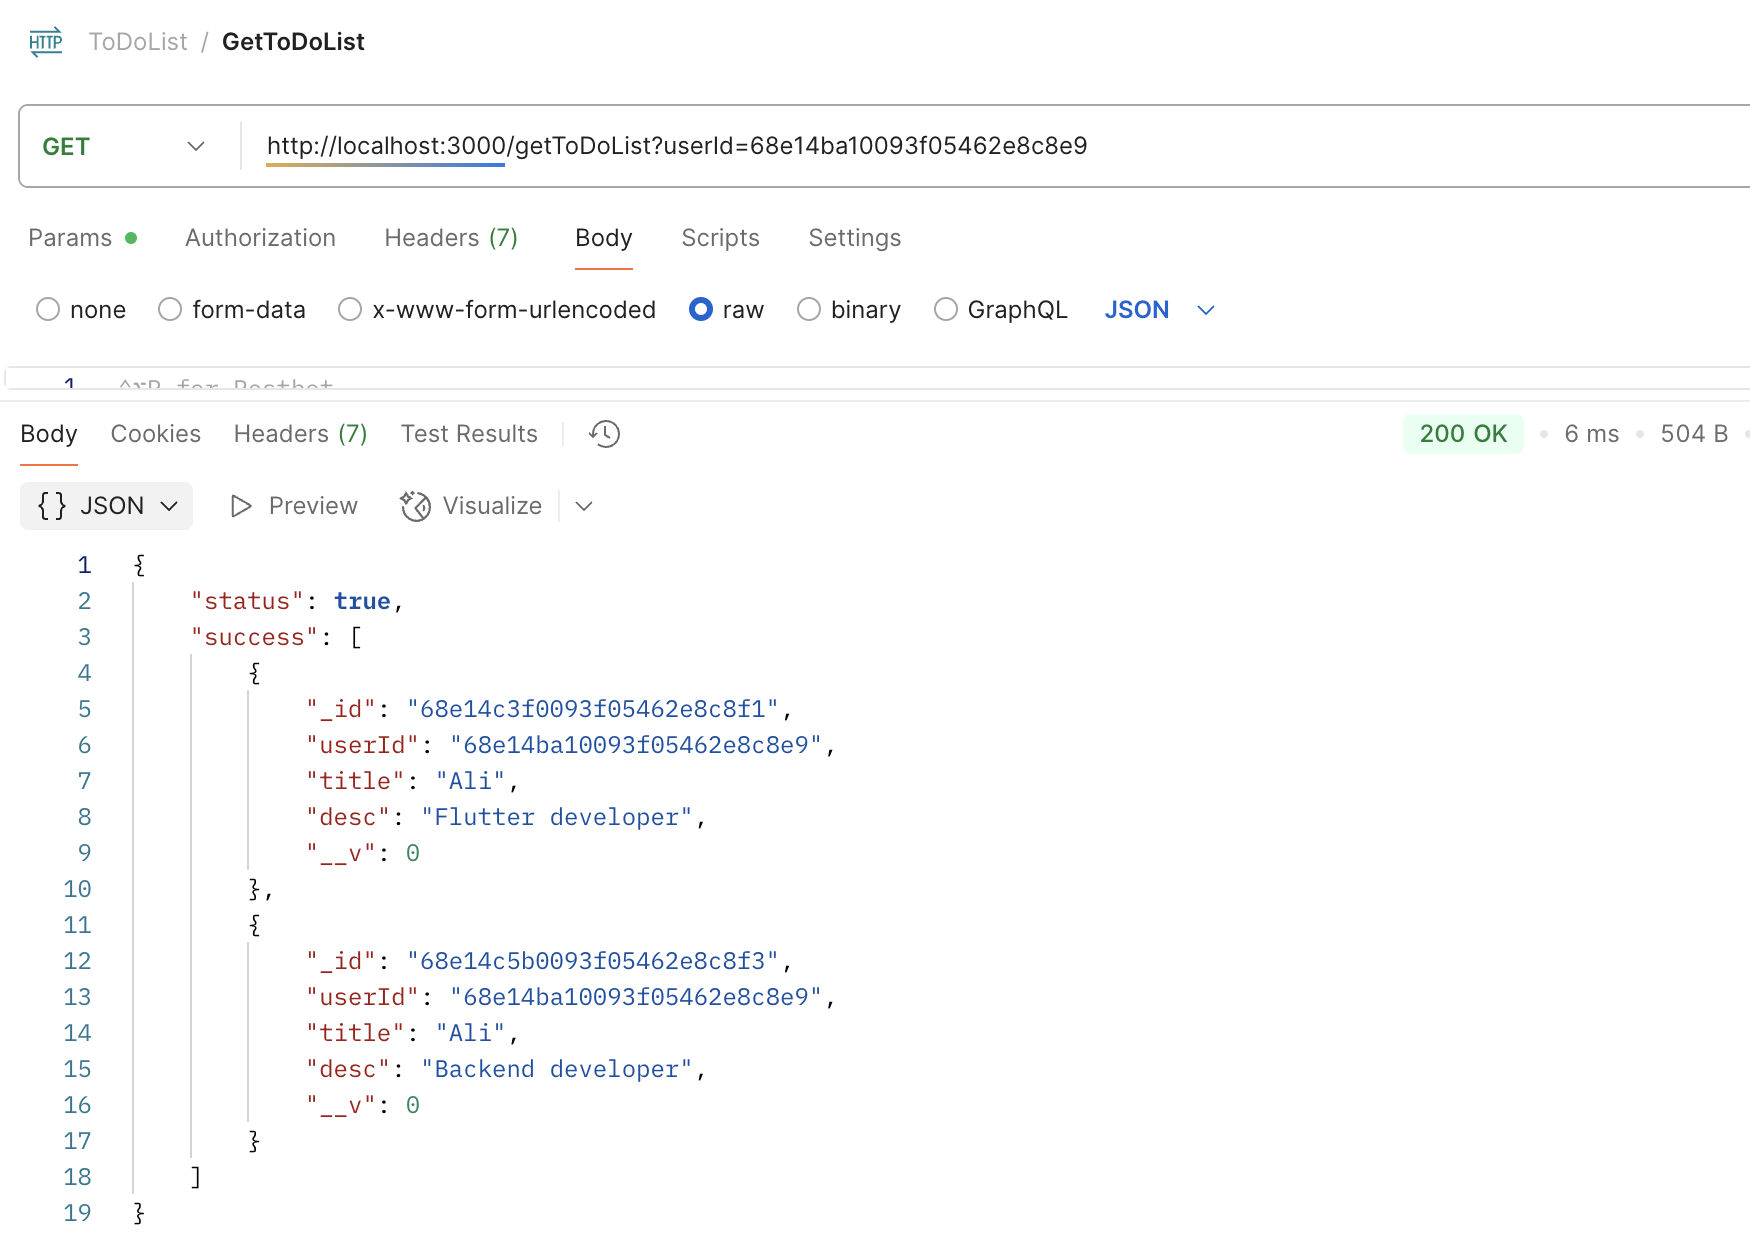 HTTP ToDoList / GetToDoList
GET http://localhost:3000/getToDoList?userId=68e14ba10093f05462e8c8e9
Params Authorization Headers (7) Body Scripts Settings
none form-data x-www-form-urlencoded raw binary GraphQL JSON
1 for Postbot
Body Cookies Headers (7) Test Results 200 OK • 6 ms • 504 B •
{} JSON Preview Visualize
1 {
2 "status": true,
3 "success": [
4 {
5 "_id": "68e14c3f0093f05462e8c8f1",
6 "userId": "68e14ba10093f05462e8c8e9",
7 "title": "Ali",
8 "desc": "Flutter developer",
9 "__v": 0
10 },
11 {
12 "_id": "68e14c5b0093f05462e8c8f3",
13 "userId": "68e14ba10093f05462e8c8e9",
14 "title": "Ali",
15 "desc": "Backend developer",
16 "__v": 0
17 }
18 ]
19 }